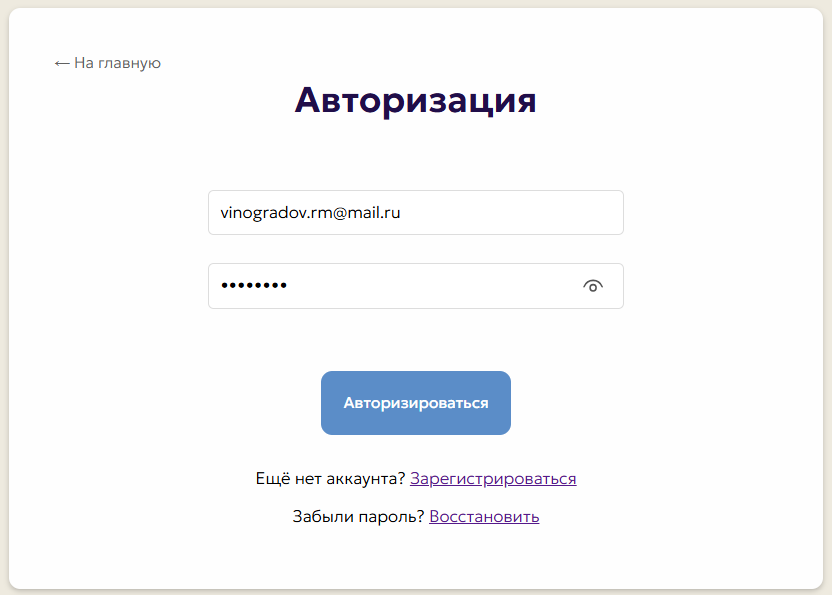 ← На главную
Авторизация
vinogradov.rm@mail.ru
••••••••
Авторизироваться
Ещё нет аккаунта? Зарегистрироваться
Забыли пароль? Восстановить